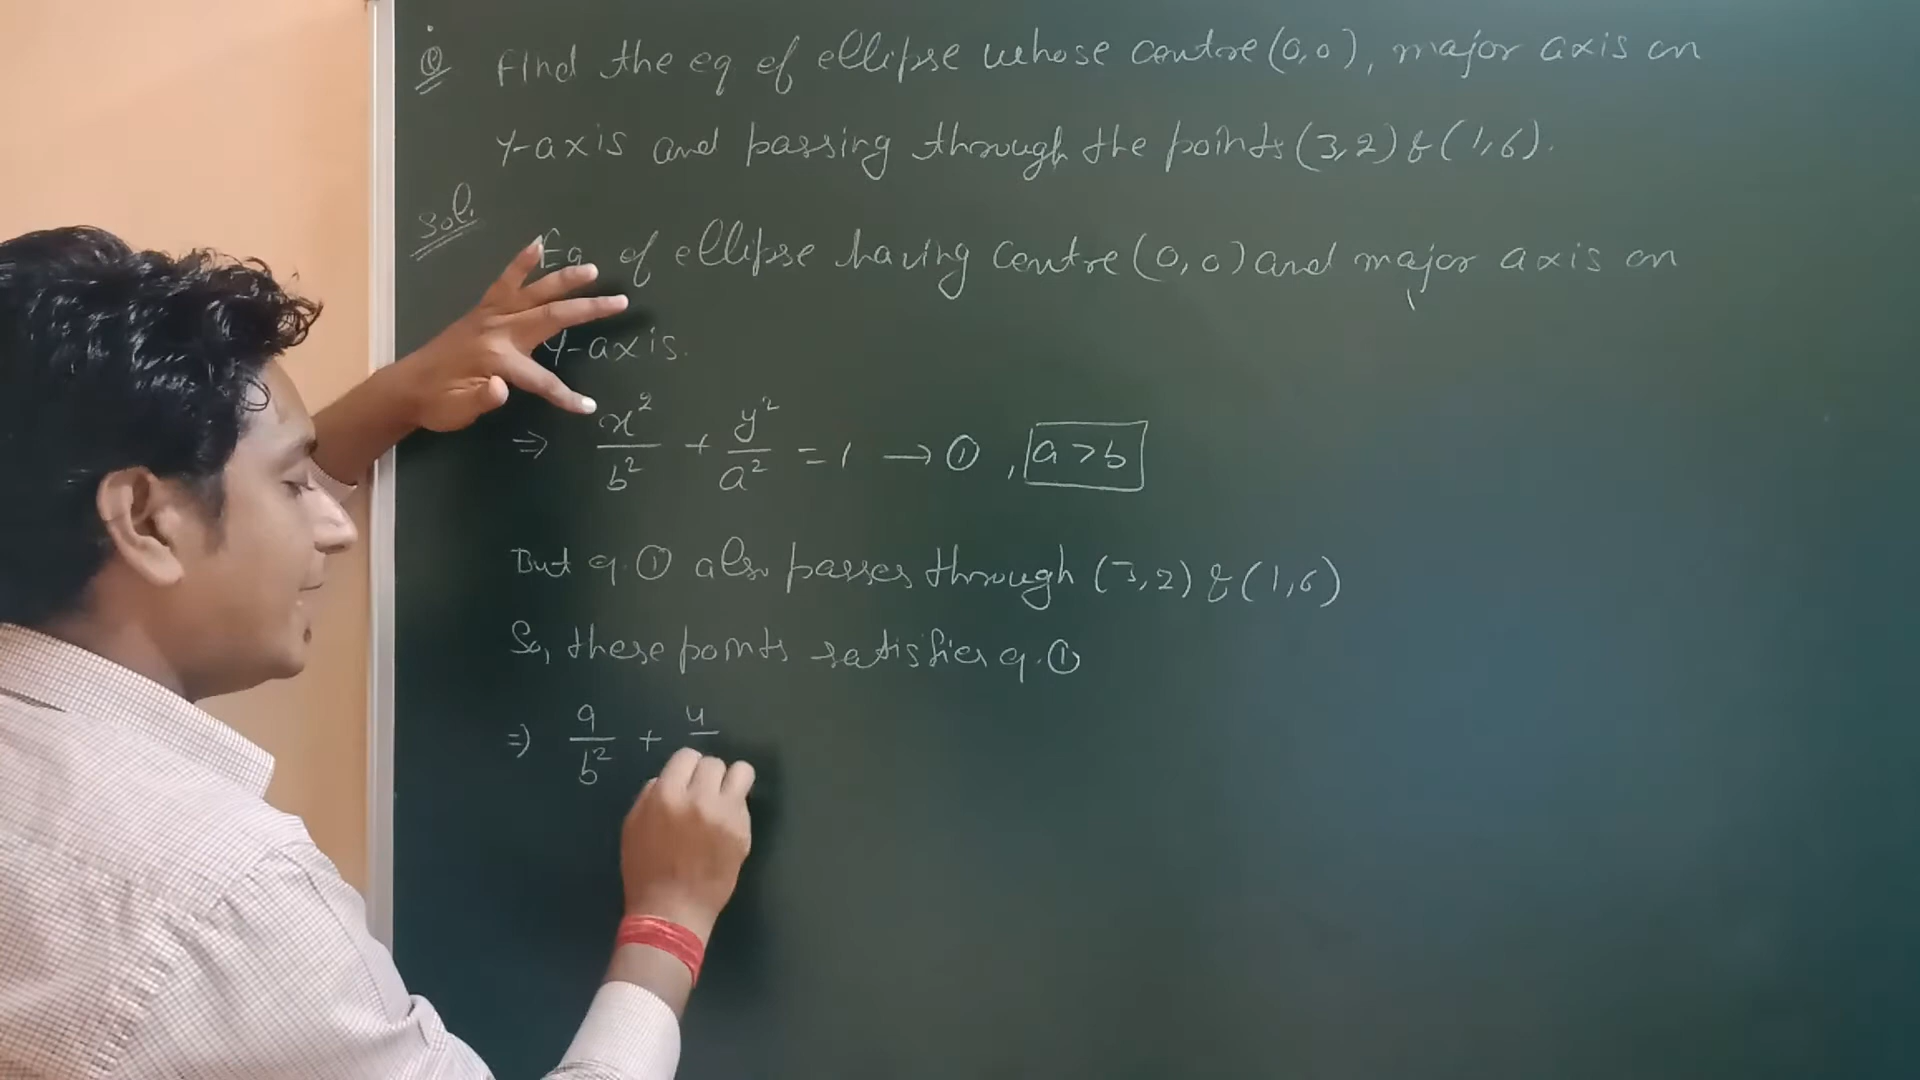 Q Find the eq of ellipse whose centre (0,0), major axis on
Y-axis and passing through the points (3,2) & (1,6).
Sol.
Eq of ellipse having centre (0,0) and major axis on
Y-axis.
⇒ x²/b² + y²/a² = 1 → ① , a > b
But q. ① also passes through (3,2) & (1,6)
So, these points satisfies q. ①
⇒ 9/b² + 4/